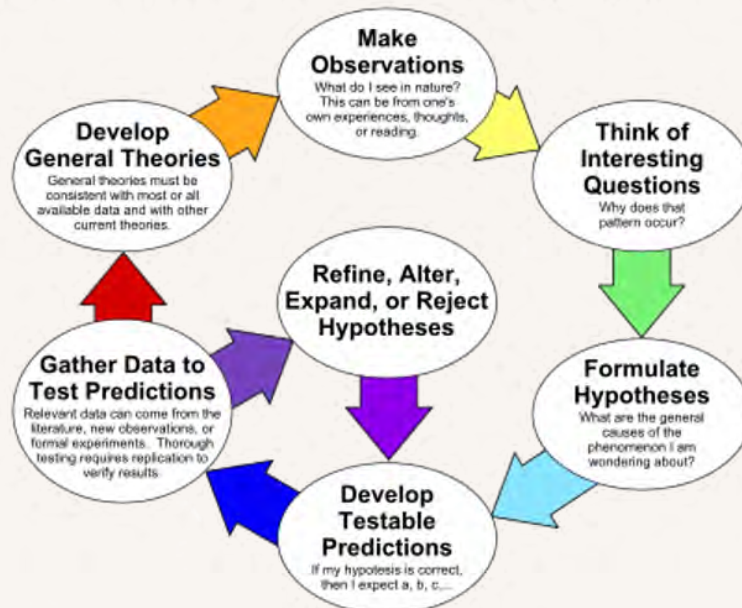 Make
Observations
What do I see in nature?
This can be from one's
own experiences, thoughts,
or reading.
Think of
Interesting
Questions
Why does that
pattern occur?
Formulate
Hypotheses
What are the general
causes of the
phenomenon I am
wondering about?
Develop
Testable
Predictions
If my hypotesis is correct,
then I expect a, b, c,...
Gather Data to
Test Predictions
Relevant data can come from the
literature, new observations, or
formal experiments. Thorough
testing requires replication to
verify results.
Refine, Alter,
Expand, or Reject
Hypotheses
Develop
General Theories
General theories must be
consistent with most or all
available data and with other
current theories.